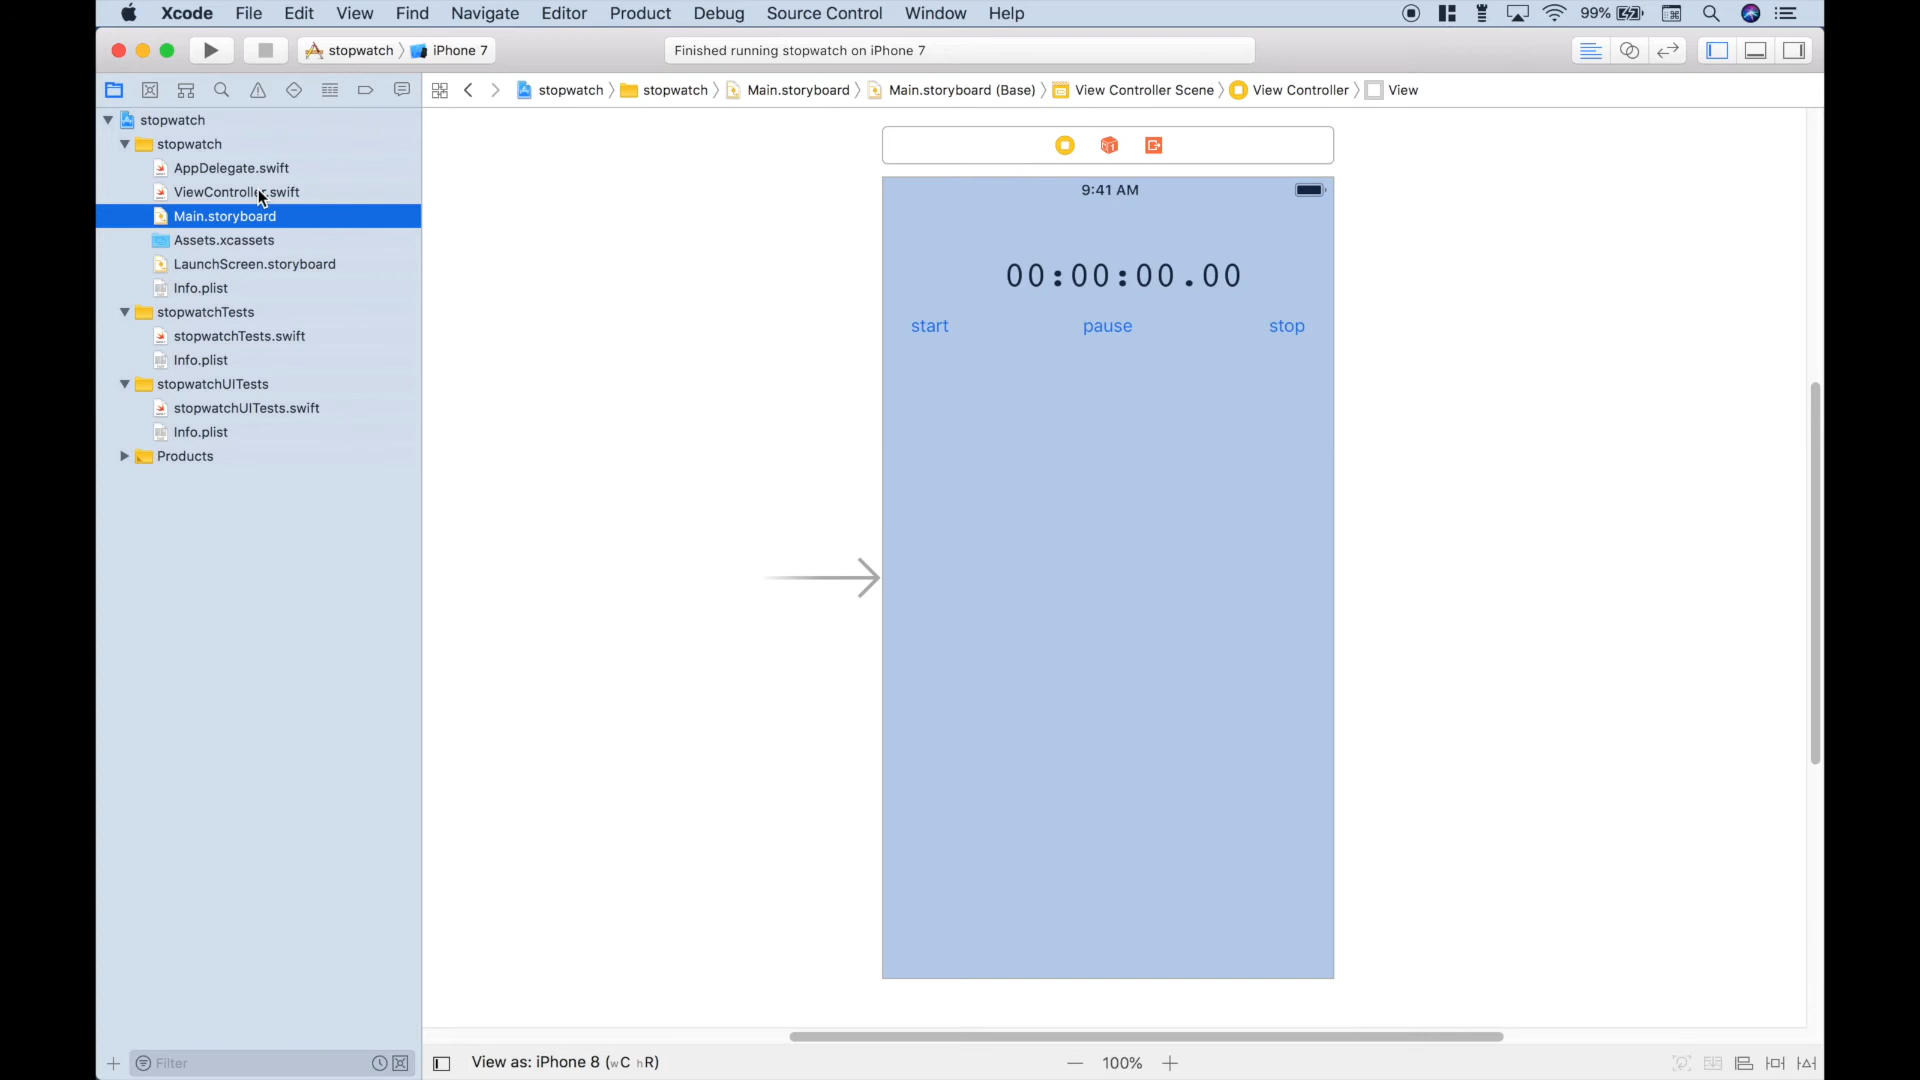 Xcode File Edit View Find Navigate Editor Product Debug Source Control Window Help 99%
stopwatch iPhone 7 Finished running stopwatch on iPhone 7
stopwatch stopwatch Main.storyboard Main.storyboard (Base) View Controller Scene View Controller View
stopwatch
stopwatch
AppDelegate.swift
ViewController.swift
Main.storyboard
Assets.xcassets
LaunchScreen.storyboard
Info.plist
stopwatchTests
stopwatchTests.swift
Info.plist
stopwatchUITests
stopwatchUITests.swift
Info.plist
Products
9:41 AM
00:00:00.00
start pause stop
Filter
View as: iPhone 8 (wC hR) 100%